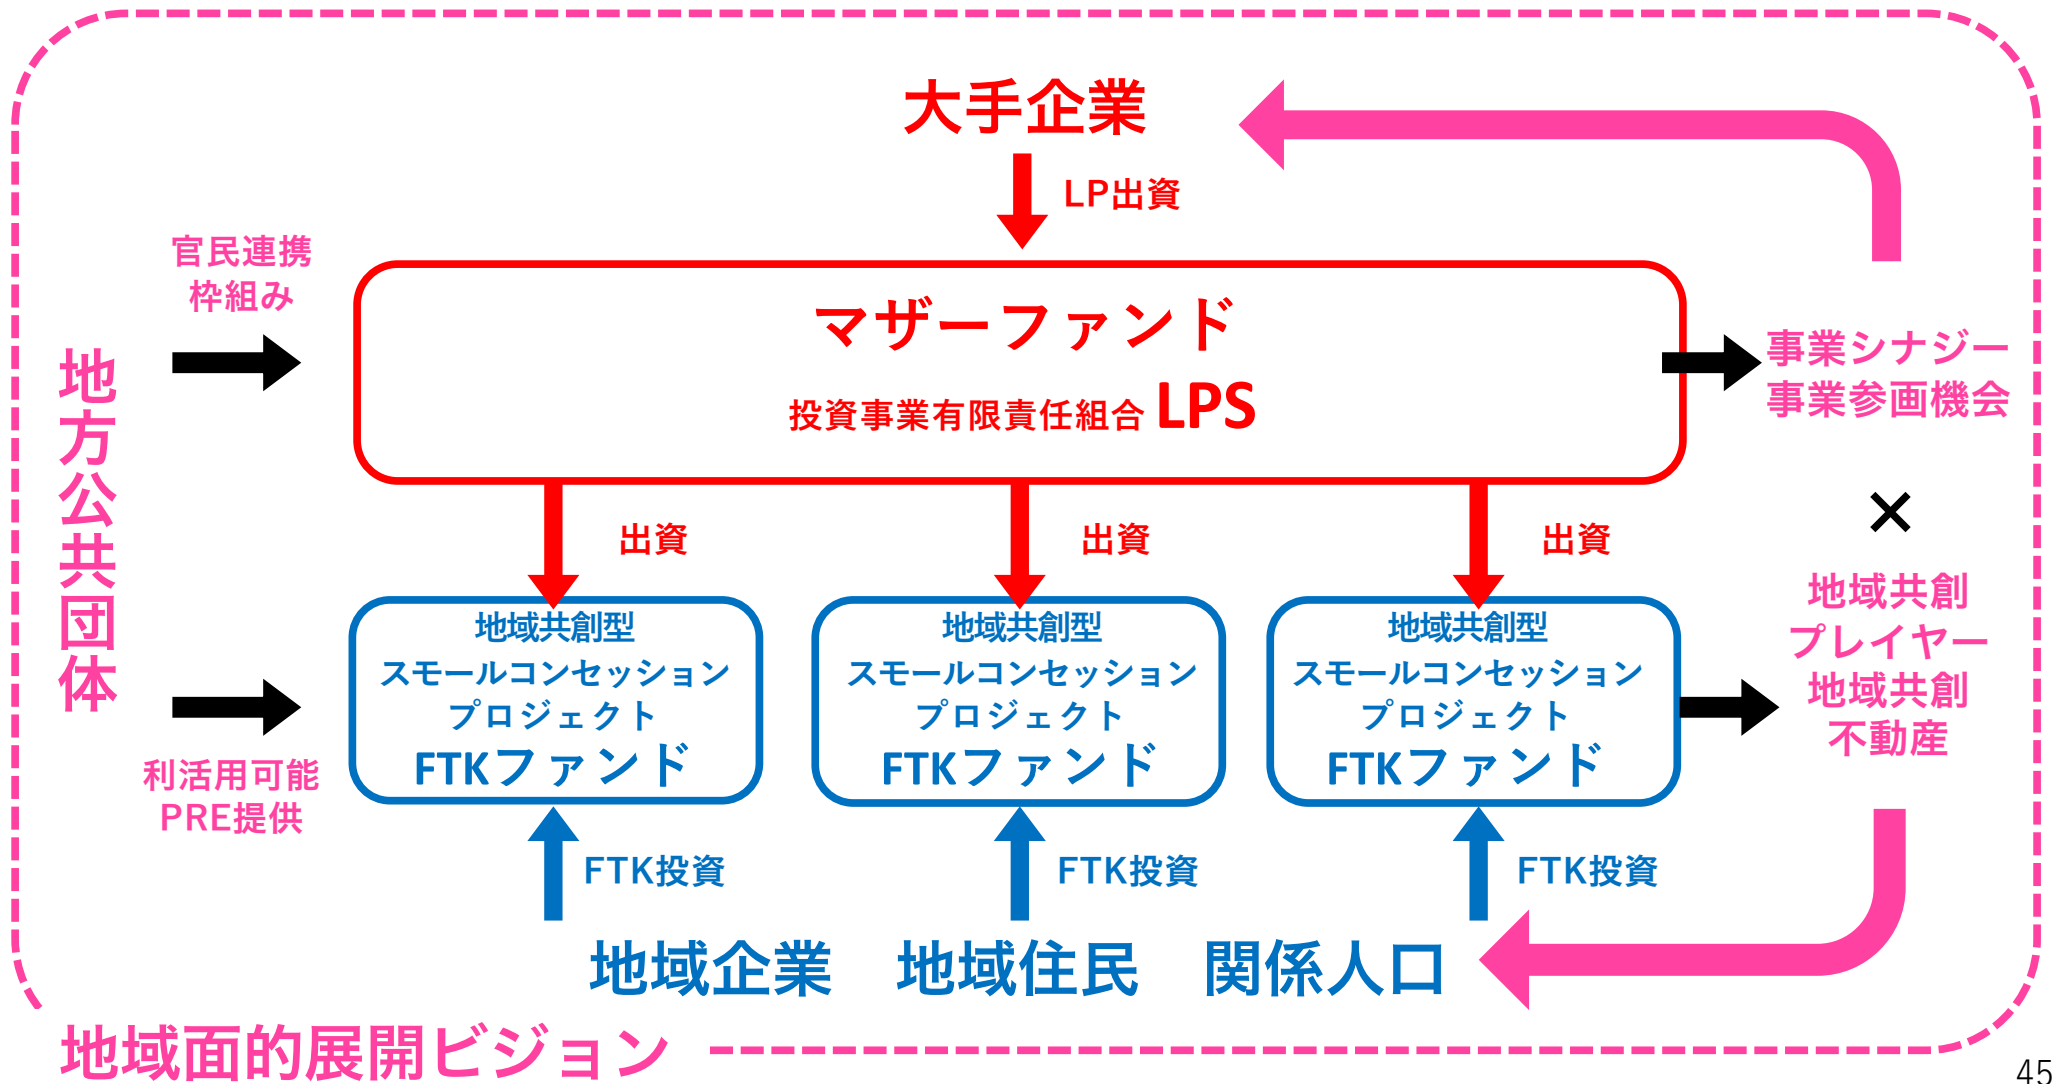 大手企業
LP出資
官民連携
枠組み
マザーファンド
投資事業有限責任組合 LPS
事業シナジー
事業参画機会
地方公共団体
×
出資
出資
出資
地域共創
プレイヤー
地域共創
不動産
地域共創型
スモールコンセッション
プロジェクト
FTKファンド
地域共創型
スモールコンセッション
プロジェクト
FTKファンド
地域共創型
スモールコンセッション
プロジェクト
FTKファンド
利活用可能
PRE提供
FTK投資
FTK投資
FTK投資
地域企業 地域住民 関係人口
地域面的展開ビジョン
45